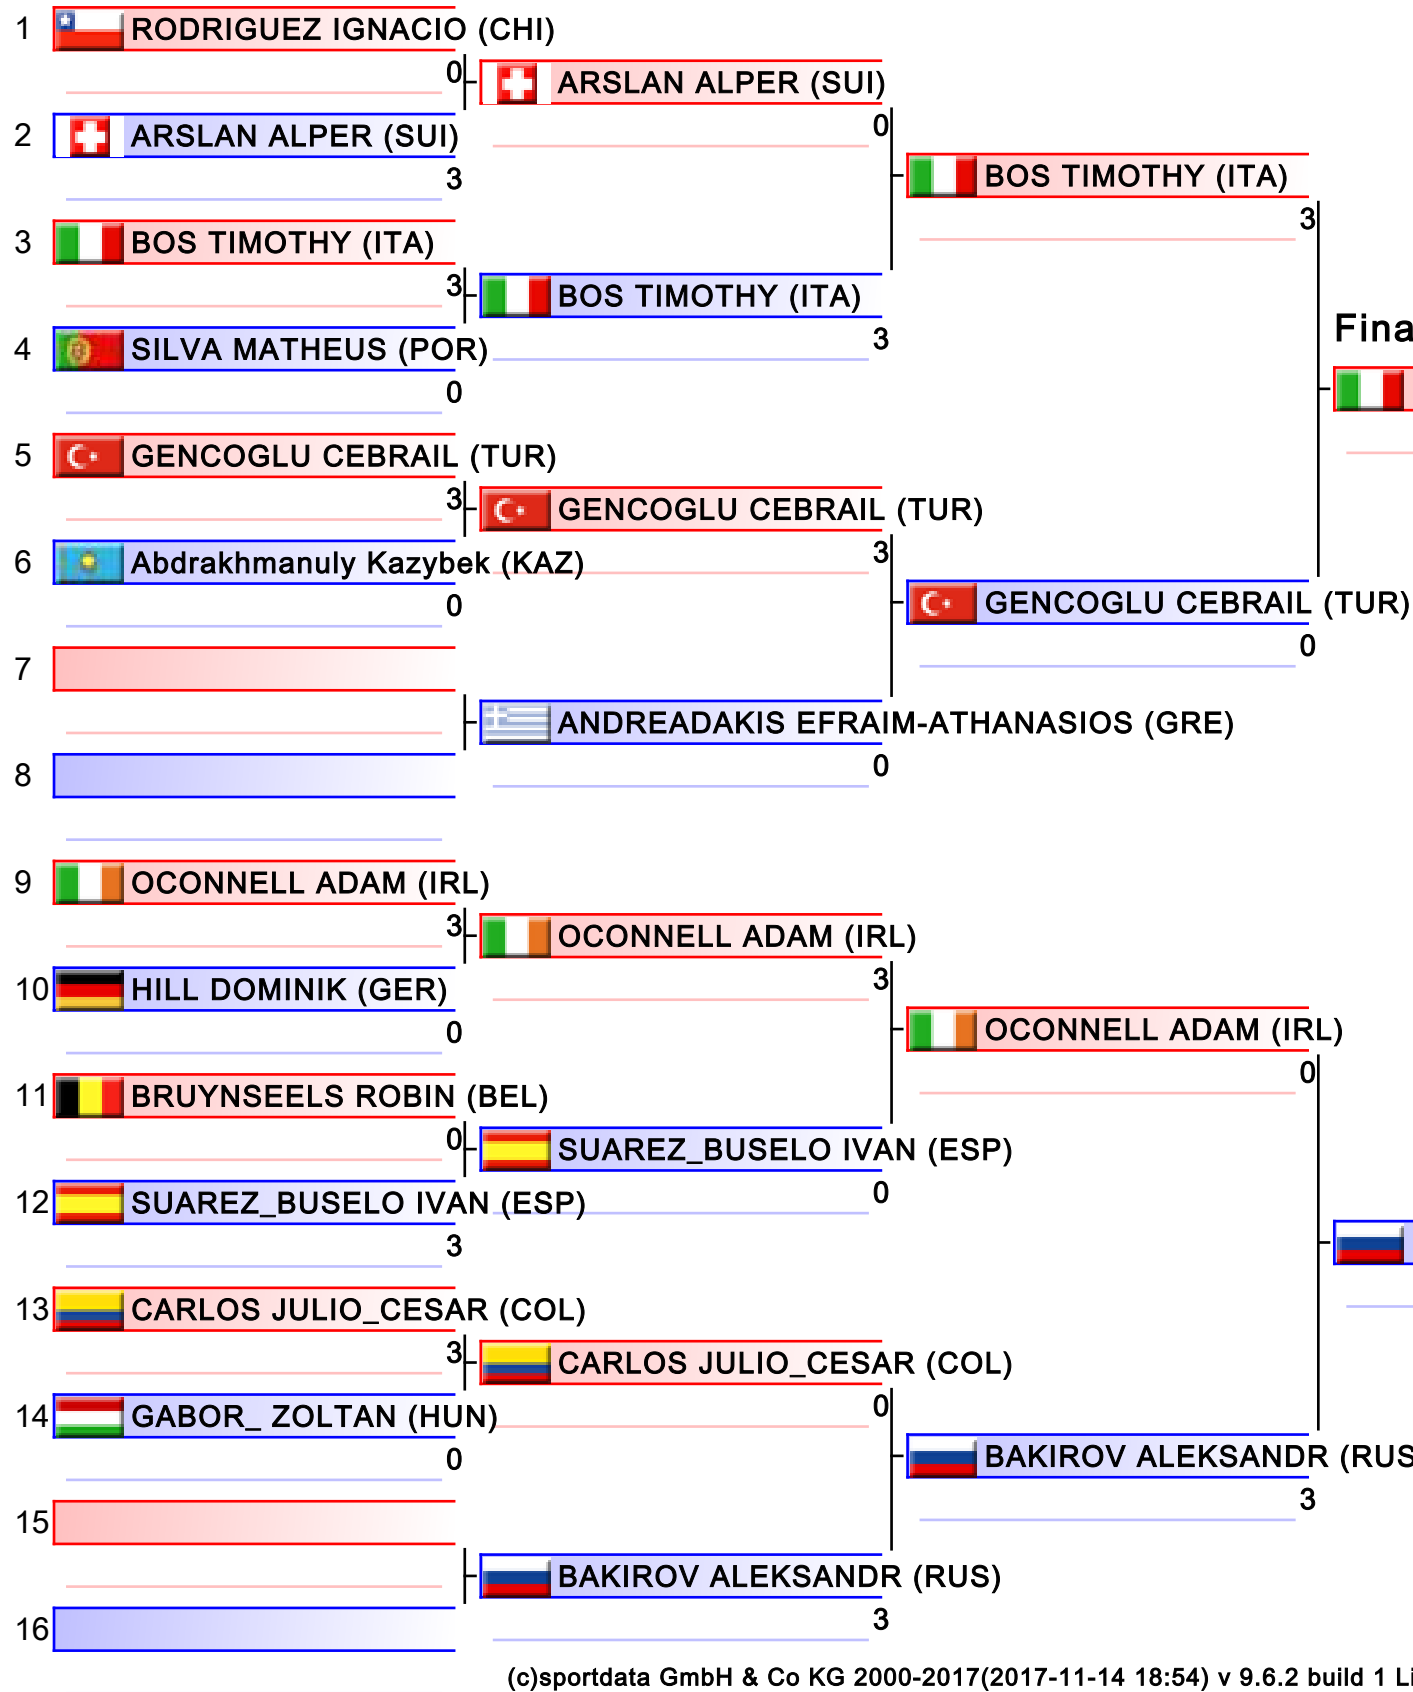 1 RODRIGUEZ IGNACIO (CHI)
0
ARSLAN ALPER (SUI)
0
2 ARSLAN ALPER (SUI)
3
BOS TIMOTHY (ITA)
3
3 BOS TIMOTHY (ITA)
3
BOS TIMOTHY (ITA)
3
4 SILVA MATHEUS (POR)
0
Fina
5 GENCOGLU CEBRAIL (TUR)
3
GENCOGLU CEBRAIL (TUR)
3
6 Abdrakhmanuly Kazybek (KAZ)
0
GENCOGLU CEBRAIL (TUR)
0
7
ANDREADAKIS EFRAIM-ATHANASIOS (GRE)
0
8
9 OCONNELL ADAM (IRL)
3
OCONNELL ADAM (IRL)
3
10 HILL DOMINIK (GER)
0
OCONNELL ADAM (IRL)
0
11 BRUYNSEELS ROBIN (BEL)
0
SUAREZ_BUSELO IVAN (ESP)
0
12 SUAREZ_BUSELO IVAN (ESP)
3
13 CARLOS JULIO_CESAR (COL)
3
CARLOS JULIO_CESAR (COL)
0
14 GABOR_ ZOLTAN (HUN)
0
BAKIROV ALEKSANDR (RUS
3
15
BAKIROV ALEKSANDR (RUS)
3
16
(c)sportdata GmbH & Co KG 2000-2017(2017-11-14 18:54) v 9.6.2 build 1 Li